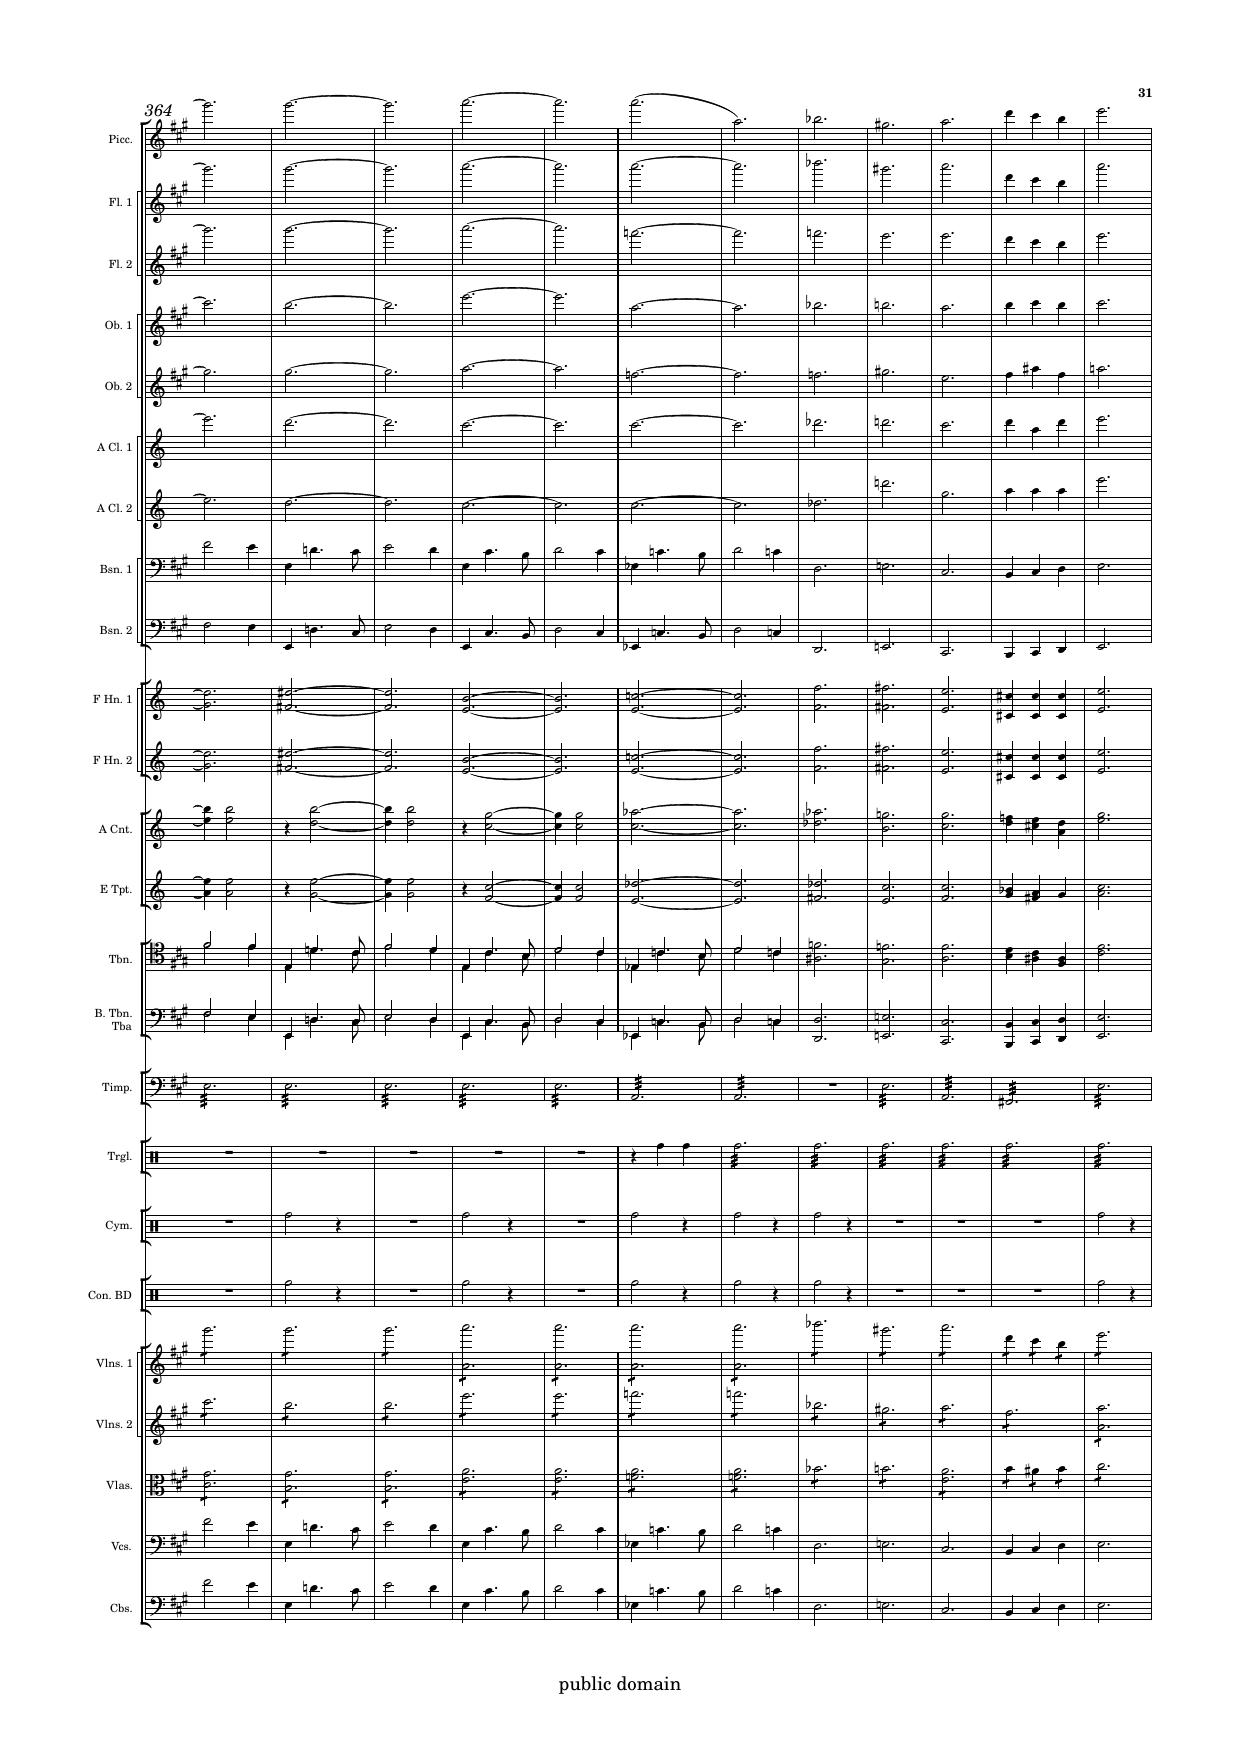 31
364
Picc.
Fl. 1
Fl. 2
Ob. 1
Ob. 2
A Cl. 1
A Cl. 2
Bsn. 1
Bsn. 2
F Hn. 1
F Hn. 2
A Cnt.
E Tpt.
Tbn.
B. Tbn.
Tba
Timp.
Trgl.
Cym.
Con. BD
Vlns. 1
Vlns. 2
Vlas.
Vcs.
Cbs.
public domain